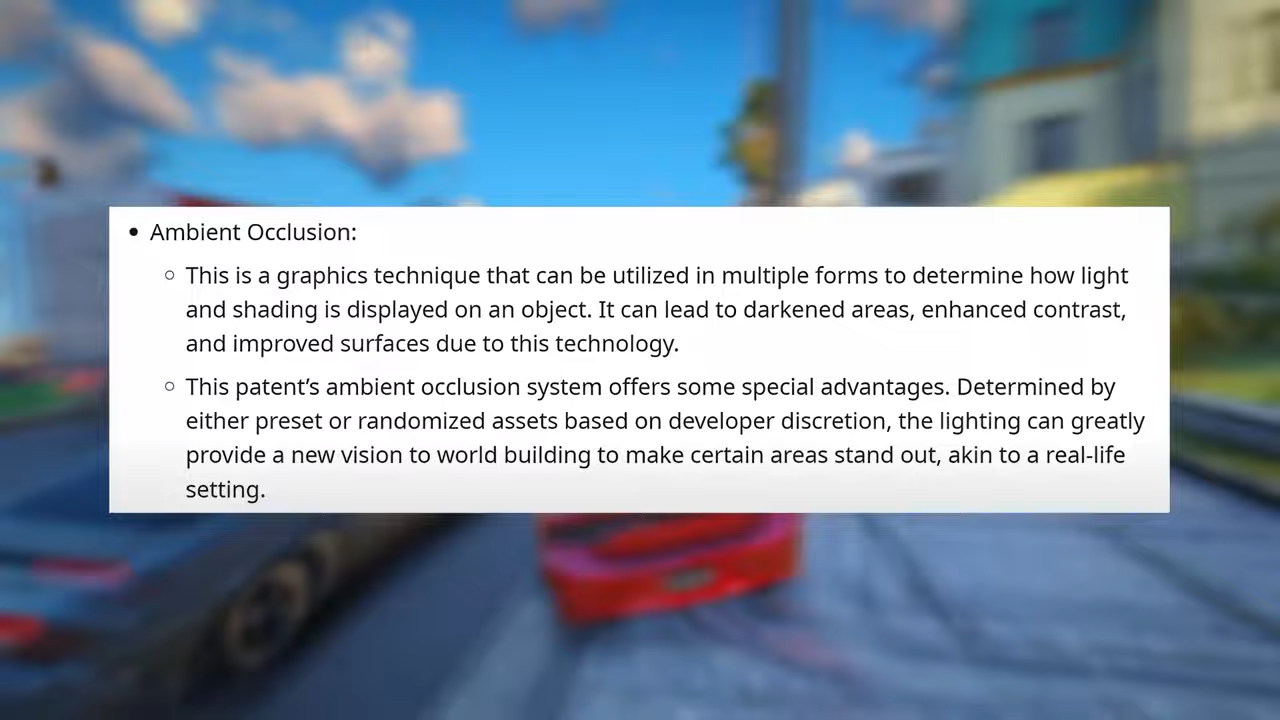 • Ambient Occlusion:
○ This is a graphics technique that can be utilized in multiple forms to determine how light
and shading is displayed on an object. It can lead to darkened areas, enhanced contrast,
and improved surfaces due to this technology.
○ This patent’s ambient occlusion system offers some special advantages. Determined by
either preset or randomized assets based on developer discretion, the lighting can greatly
provide a new vision to world building to make certain areas stand out, akin to a real-life
setting.